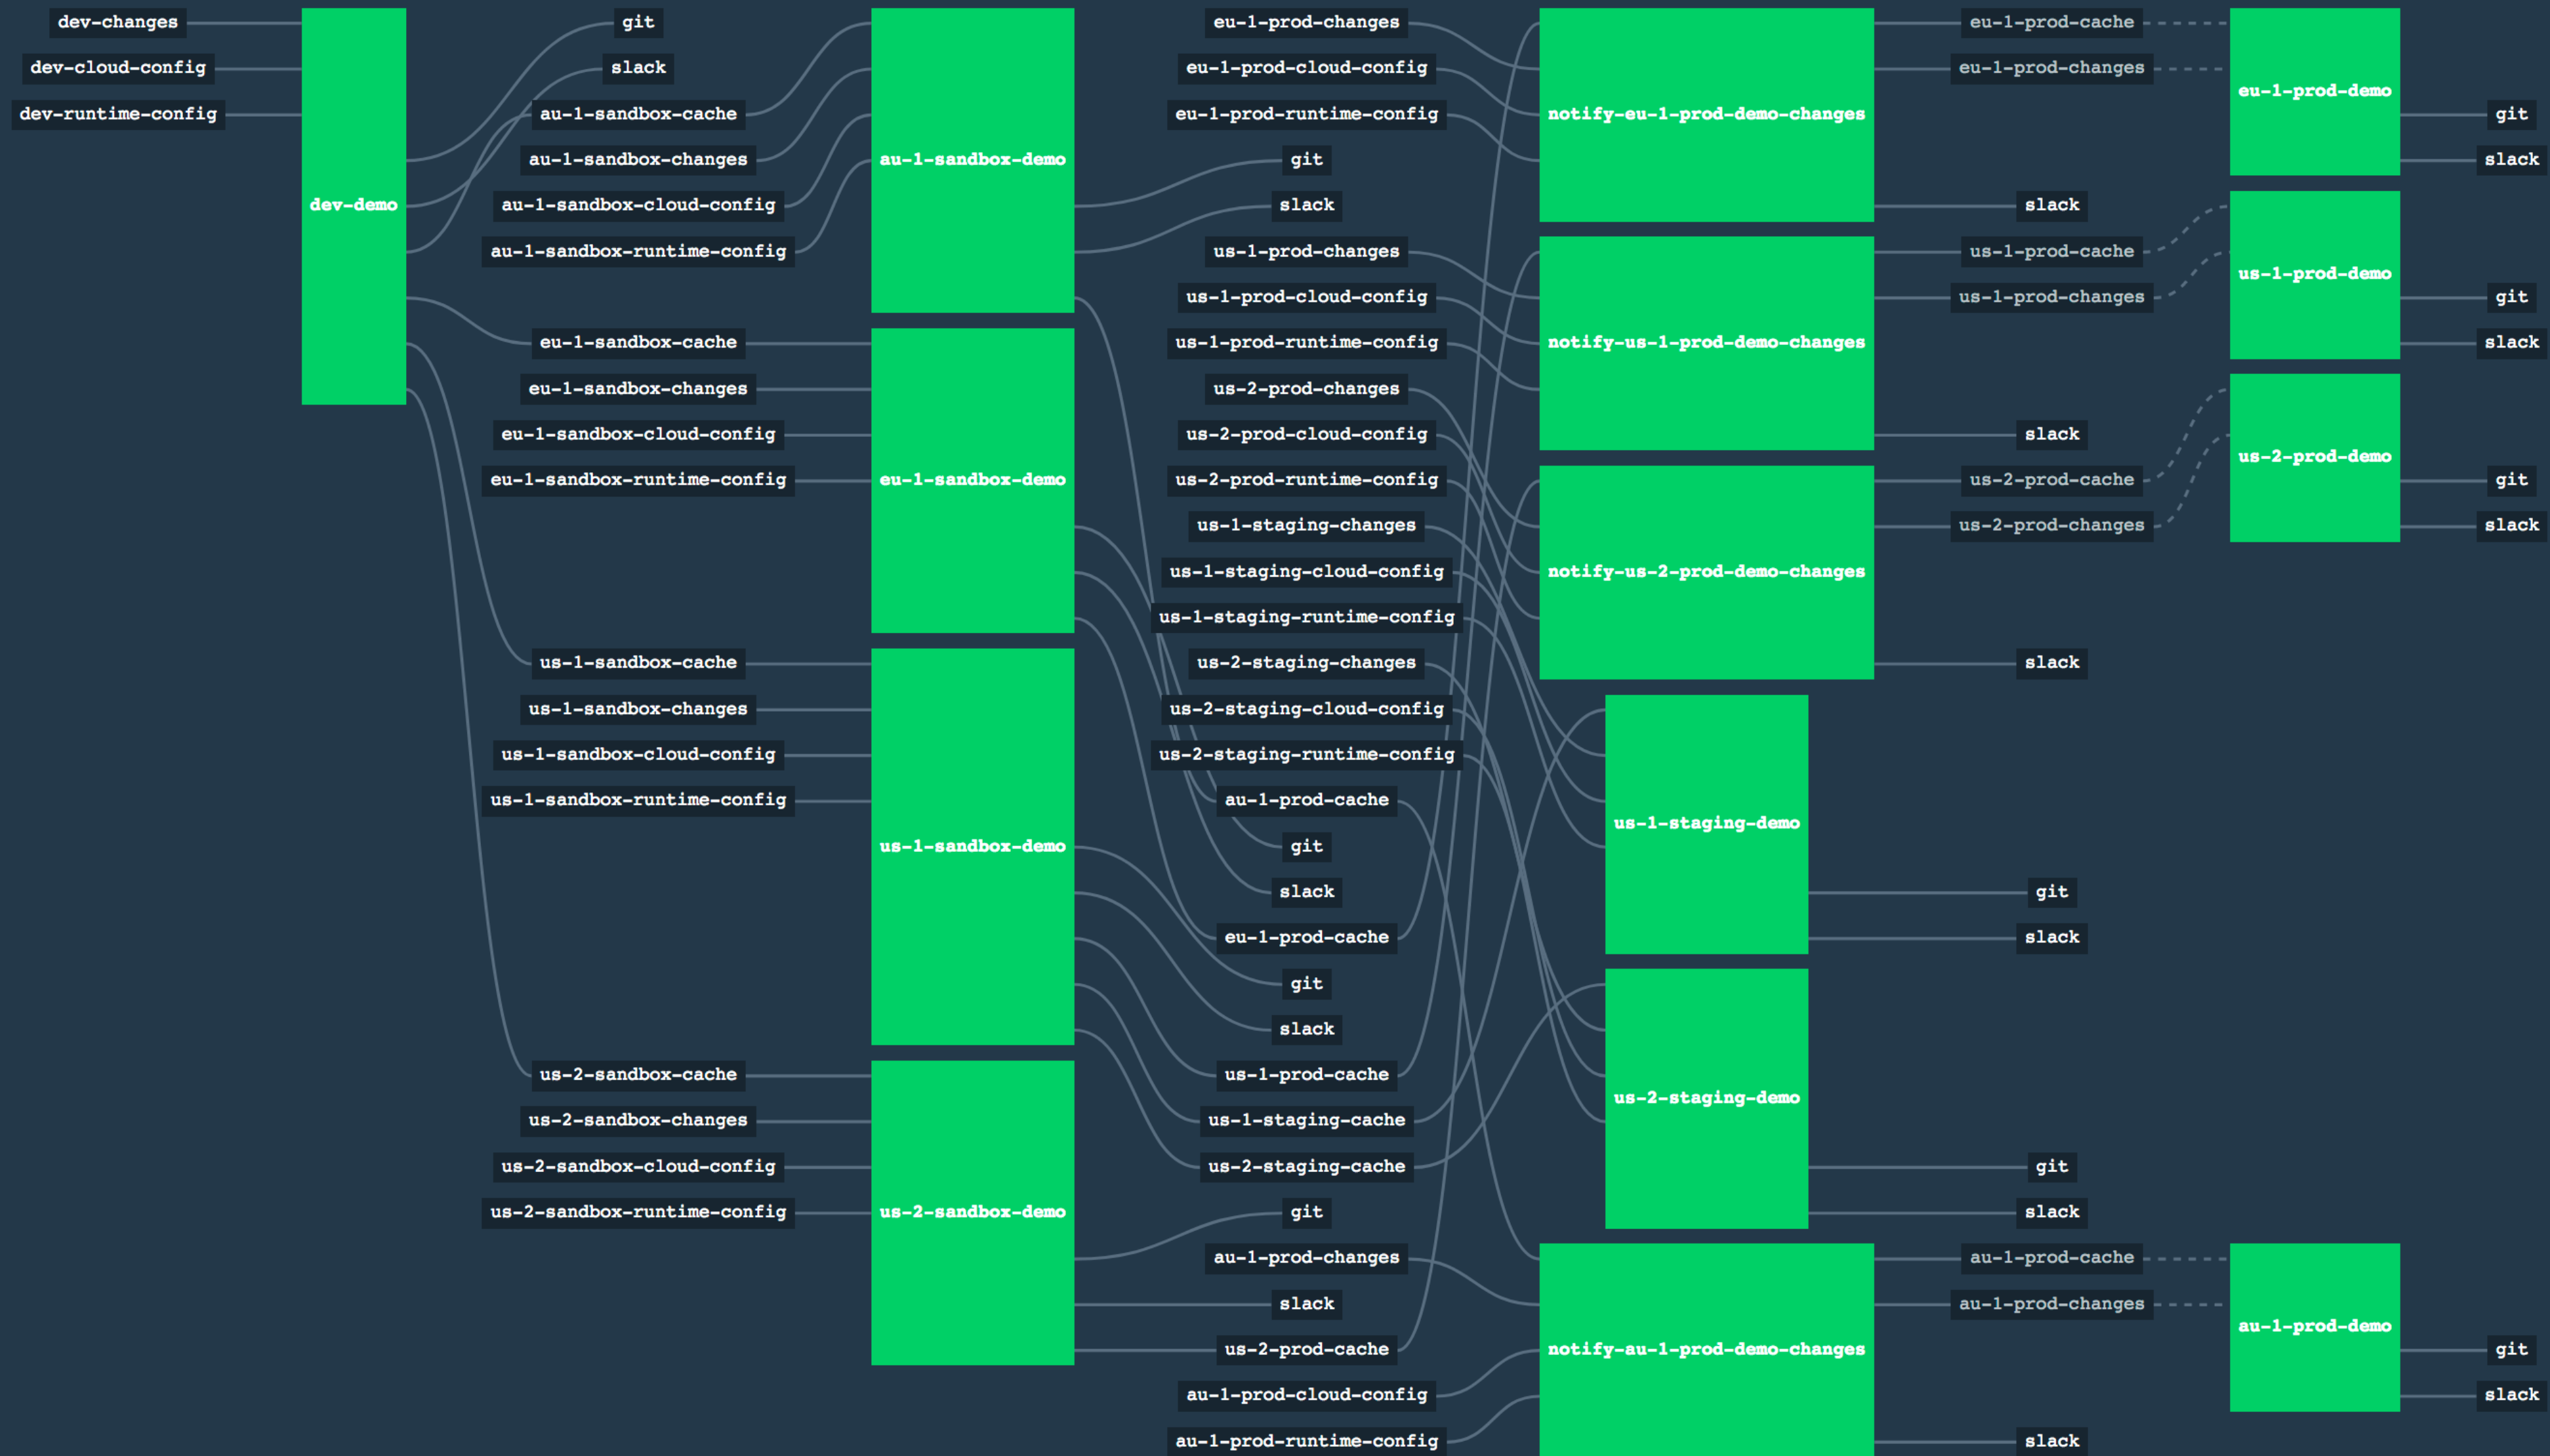 dev-changes
dev-cloud-config
dev-runtime-config
dev-demo
git
slack
au-1-sandbox-cache
au-1-sandbox-changes
au-1-sandbox-cloud-config
au-1-sandbox-runtime-config
eu-1-sandbox-cache
eu-1-sandbox-changes
eu-1-sandbox-cloud-config
eu-1-sandbox-runtime-config
us-1-sandbox-cache
us-1-sandbox-changes
us-1-sandbox-cloud-config
us-1-sandbox-runtime-config
us-2-sandbox-cache
us-2-sandbox-changes
us-2-sandbox-cloud-config
us-2-sandbox-runtime-config
au-1-sandbox-demo
eu-1-sandbox-demo
us-1-sandbox-demo
us-2-sandbox-demo
eu-1-prod-changes
eu-1-prod-cloud-config
eu-1-prod-runtime-config
git
slack
us-1-prod-changes
us-1-prod-cloud-config
us-1-prod-runtime-config
us-2-prod-changes
us-2-prod-cloud-config
us-2-prod-runtime-config
us-1-staging-changes
us-1-staging-cloud-config
us-1-staging-runtime-config
us-2-staging-changes
us-2-staging-cloud-config
us-2-staging-runtime-config
au-1-prod-cache
git
slack
eu-1-prod-cache
git
slack
us-1-prod-cache
us-1-staging-cache
us-2-staging-cache
git
au-1-prod-changes
slack
us-2-prod-cache
au-1-prod-cloud-config
au-1-prod-runtime-config
notify-eu-1-prod-demo-changes
notify-us-1-prod-demo-changes
notify-us-2-prod-demo-changes
us-1-staging-demo
us-2-staging-demo
notify-au-1-prod-demo-changes
eu-1-prod-cache
eu-1-prod-changes
slack
us-1-prod-cache
us-1-prod-changes
slack
us-2-prod-cache
us-2-prod-changes
slack
git
slack
git
slack
au-1-prod-cache
au-1-prod-changes
slack
eu-1-prod-demo
us-1-prod-demo
us-2-prod-demo
au-1-prod-demo
git
slack
git
slack
git
slack
git
slack